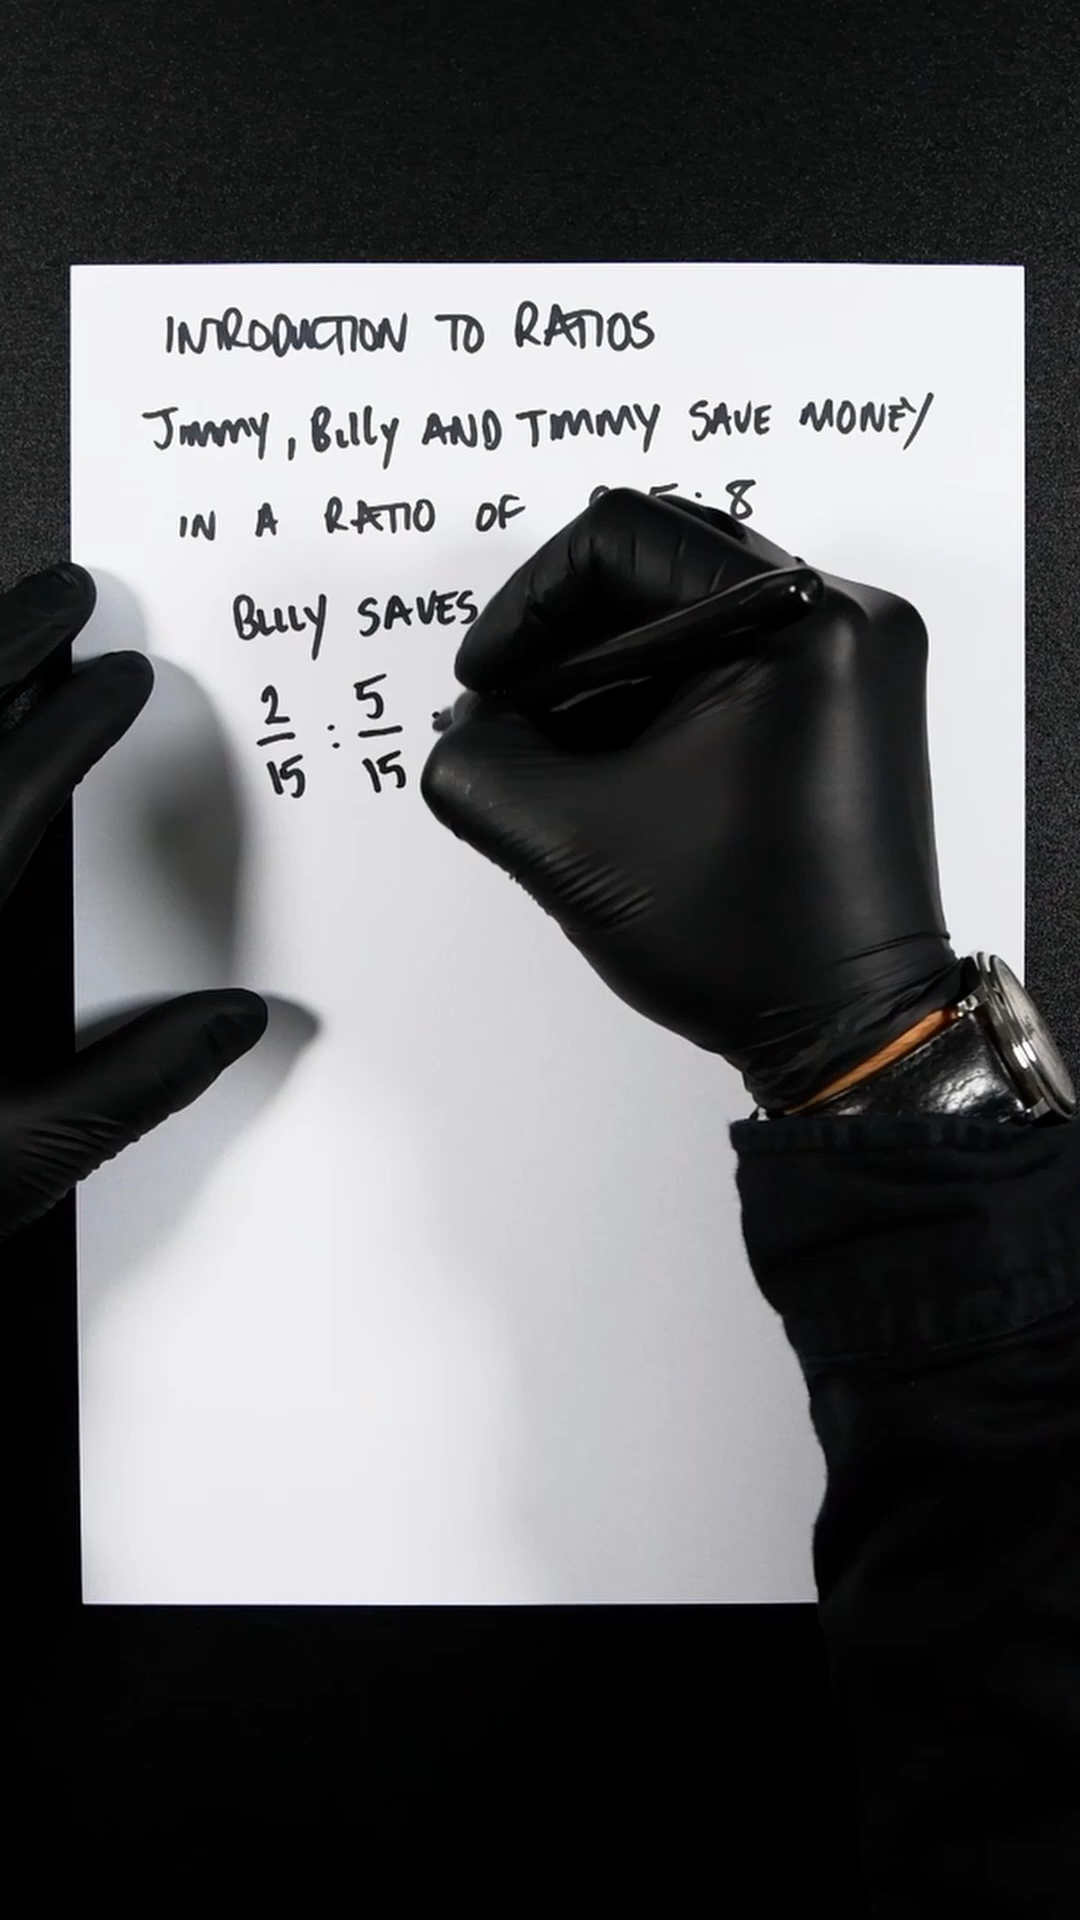 INTRODUCTION TO RATIOS
Jimmy, Billy AND TIMMY SAVE MONEY
IN A RATIO OF 5 : 8
BILLY SAVES
2/15 : 5/15